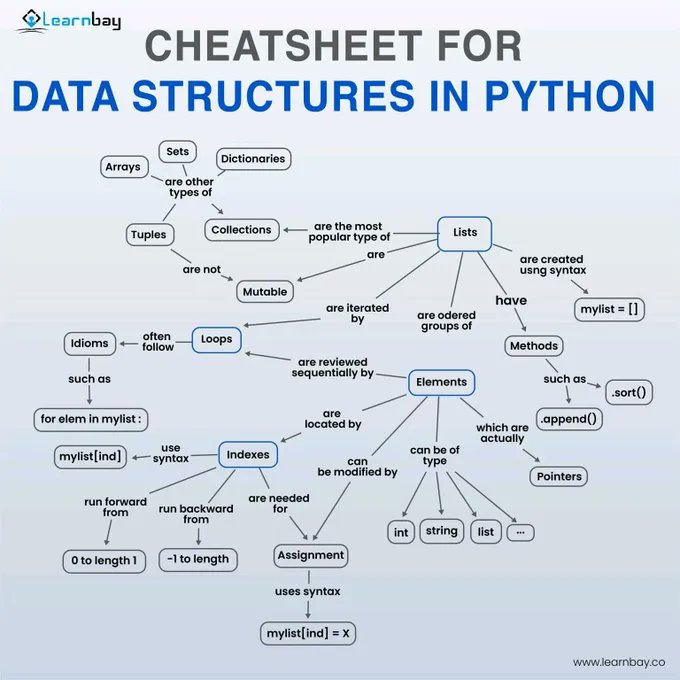 Learnbay
CHEATSHEET FOR
DATA STRUCTURES IN PYTHON
Sets
Arrays
Dictionaries
are other
types of
Tuples
Collections
are the most
popular type of
Lists
are
are not
Mutable
are created
usng syntax
mylist = []
are iterated
by
are odered
groups of
have
Idioms
often
follow
Loops
Methods
such as
are reviewed
sequentially by
Elements
such as
.sort()
.append()
for elem in mylist :
are
located by
which are
actually
mylist[ind]
use
syntax
Indexes
can
be modified by
can be of
type
Pointers
run forward
from
run backward
from
are needed
for
int
string
list
...
0 to length 1
-1 to length
Assignment
uses syntax
mylist[ind] = X
www.learnbay.co